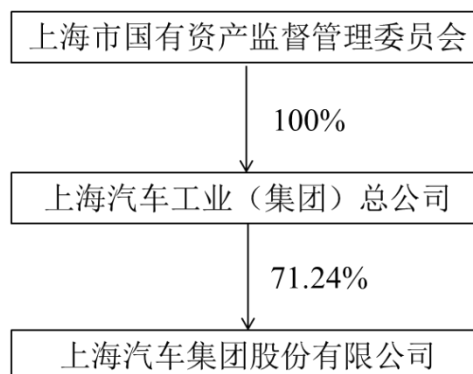 上海市国有资产监督管理委员会
100%
上海汽车工业（集团）总公司
71.24%
上海汽车集团股份有限公司